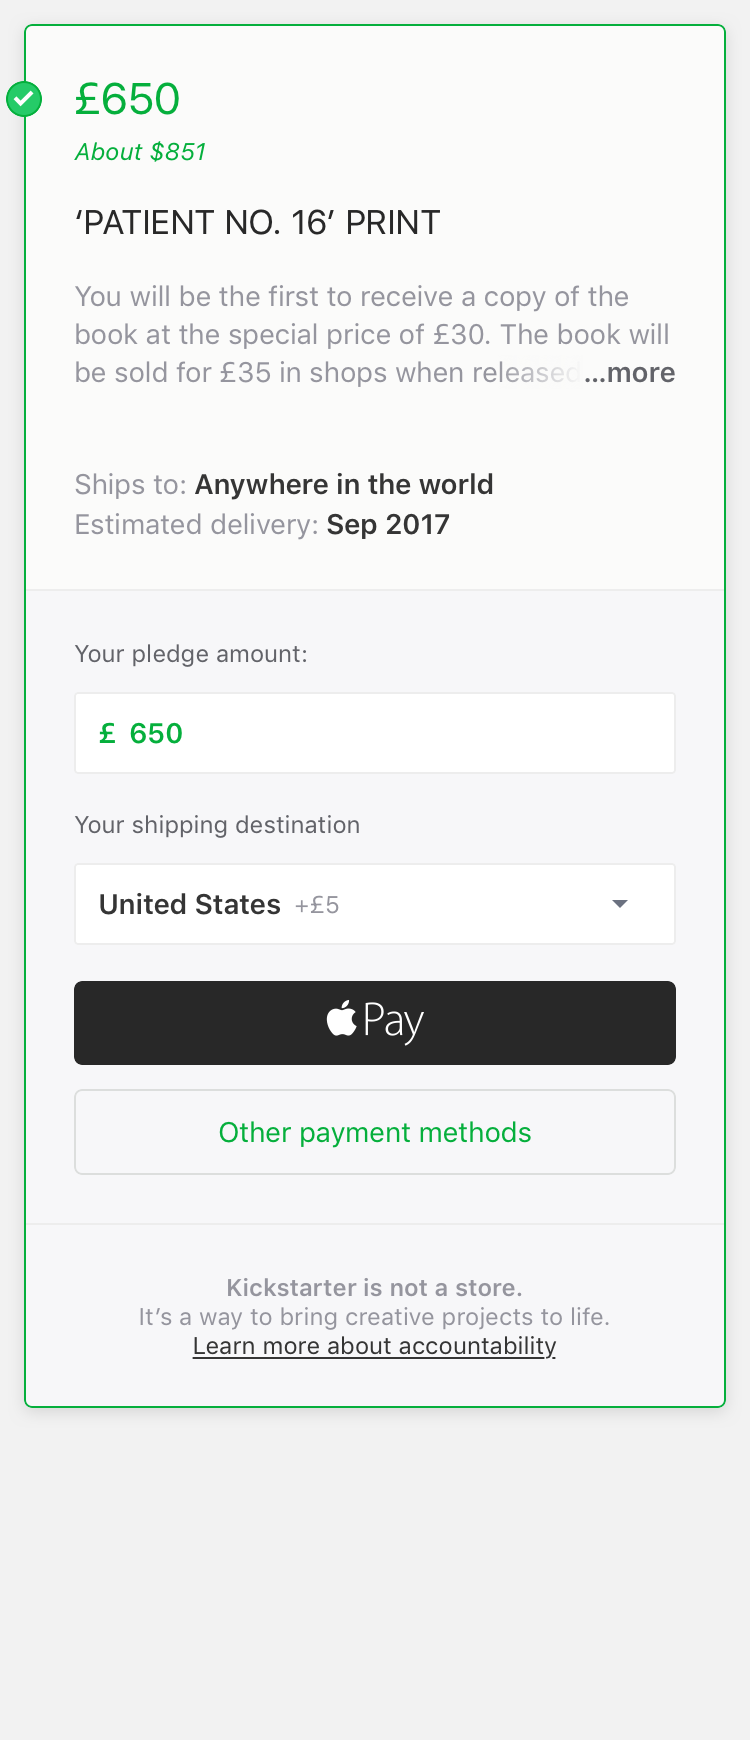 £650
About $851
‘PATIENT NO. 16’ PRINT
You will be the first to receive a copy of the
book at the special price of £30. The book will
be sold for £35 in shops when released...more
Ships to: Anywhere in the world
Estimated delivery: Sep 2017
Your pledge amount:
£ 650
Your shipping destination
United States +£5
Pay
Other payment methods
Kickstarter is not a store.
It’s a way to bring creative projects to life.
Learn more about accountability